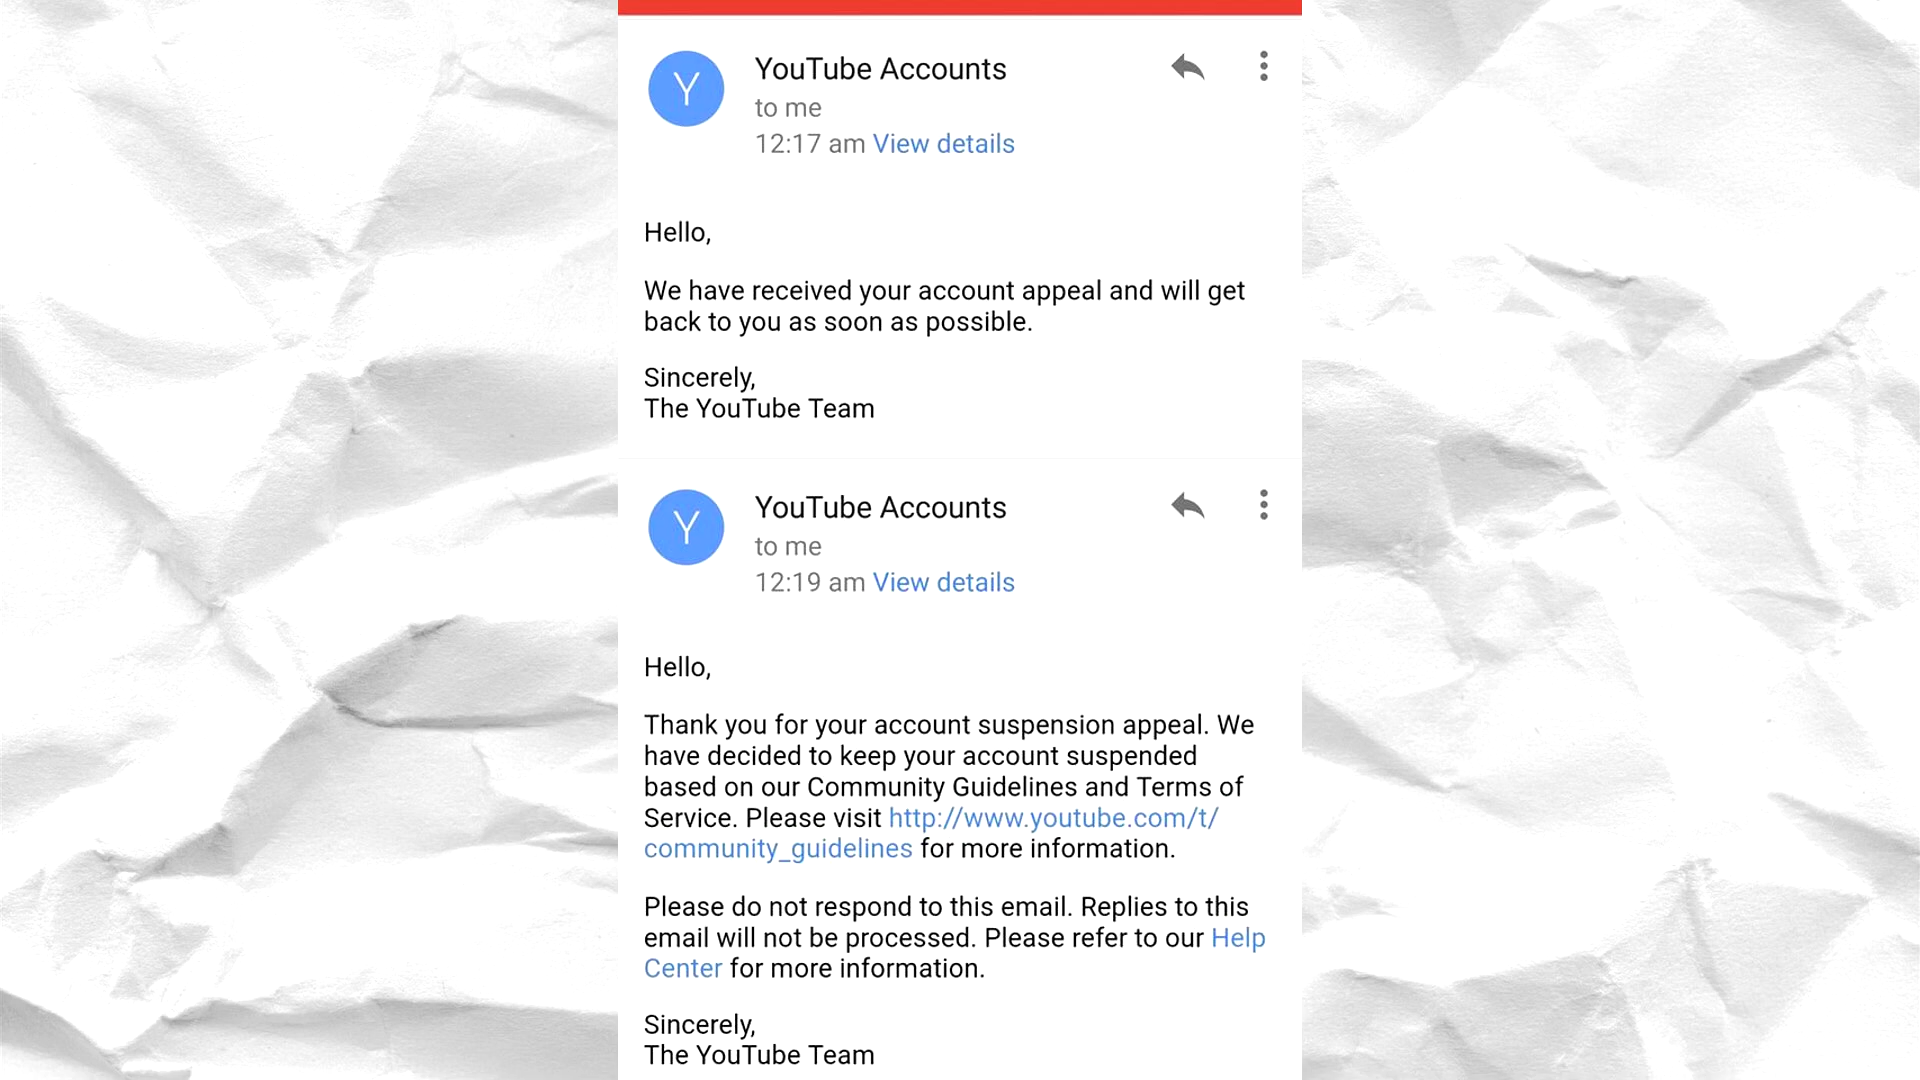 Y
YouTube Accounts
to me
12:17 am View details
Hello,
We have received your account appeal and will get
back to you as soon as possible.
Sincerely,
The YouTube Team
Y
YouTube Accounts
to me
12:19 am View details
Hello,
Thank you for your account suspension appeal. We
have decided to keep your account suspended
based on our Community Guidelines and Terms of
Service. Please visit http://www.youtube.com/t/
community_guidelines for more information.
Please do not respond to this email. Replies to this
email will not be processed. Please refer to our Help
Center for more information.
Sincerely,
The YouTube Team